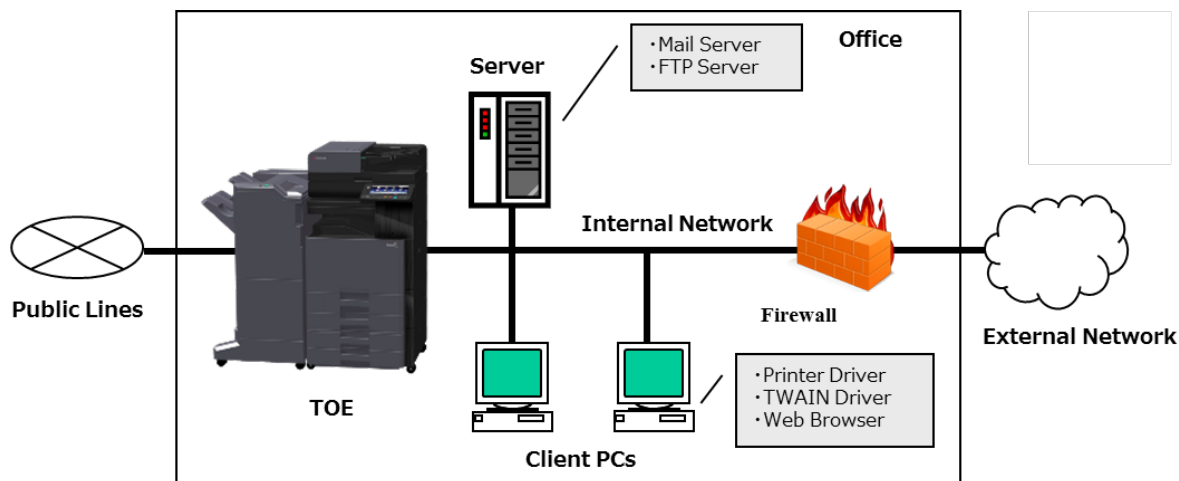 Office
・Mail Server
・FTP Server
Server
Internal Network
Public Lines
Firewall
External Network
TOE
・Printer Driver
・TWAIN Driver
・Web Browser
Client PCs